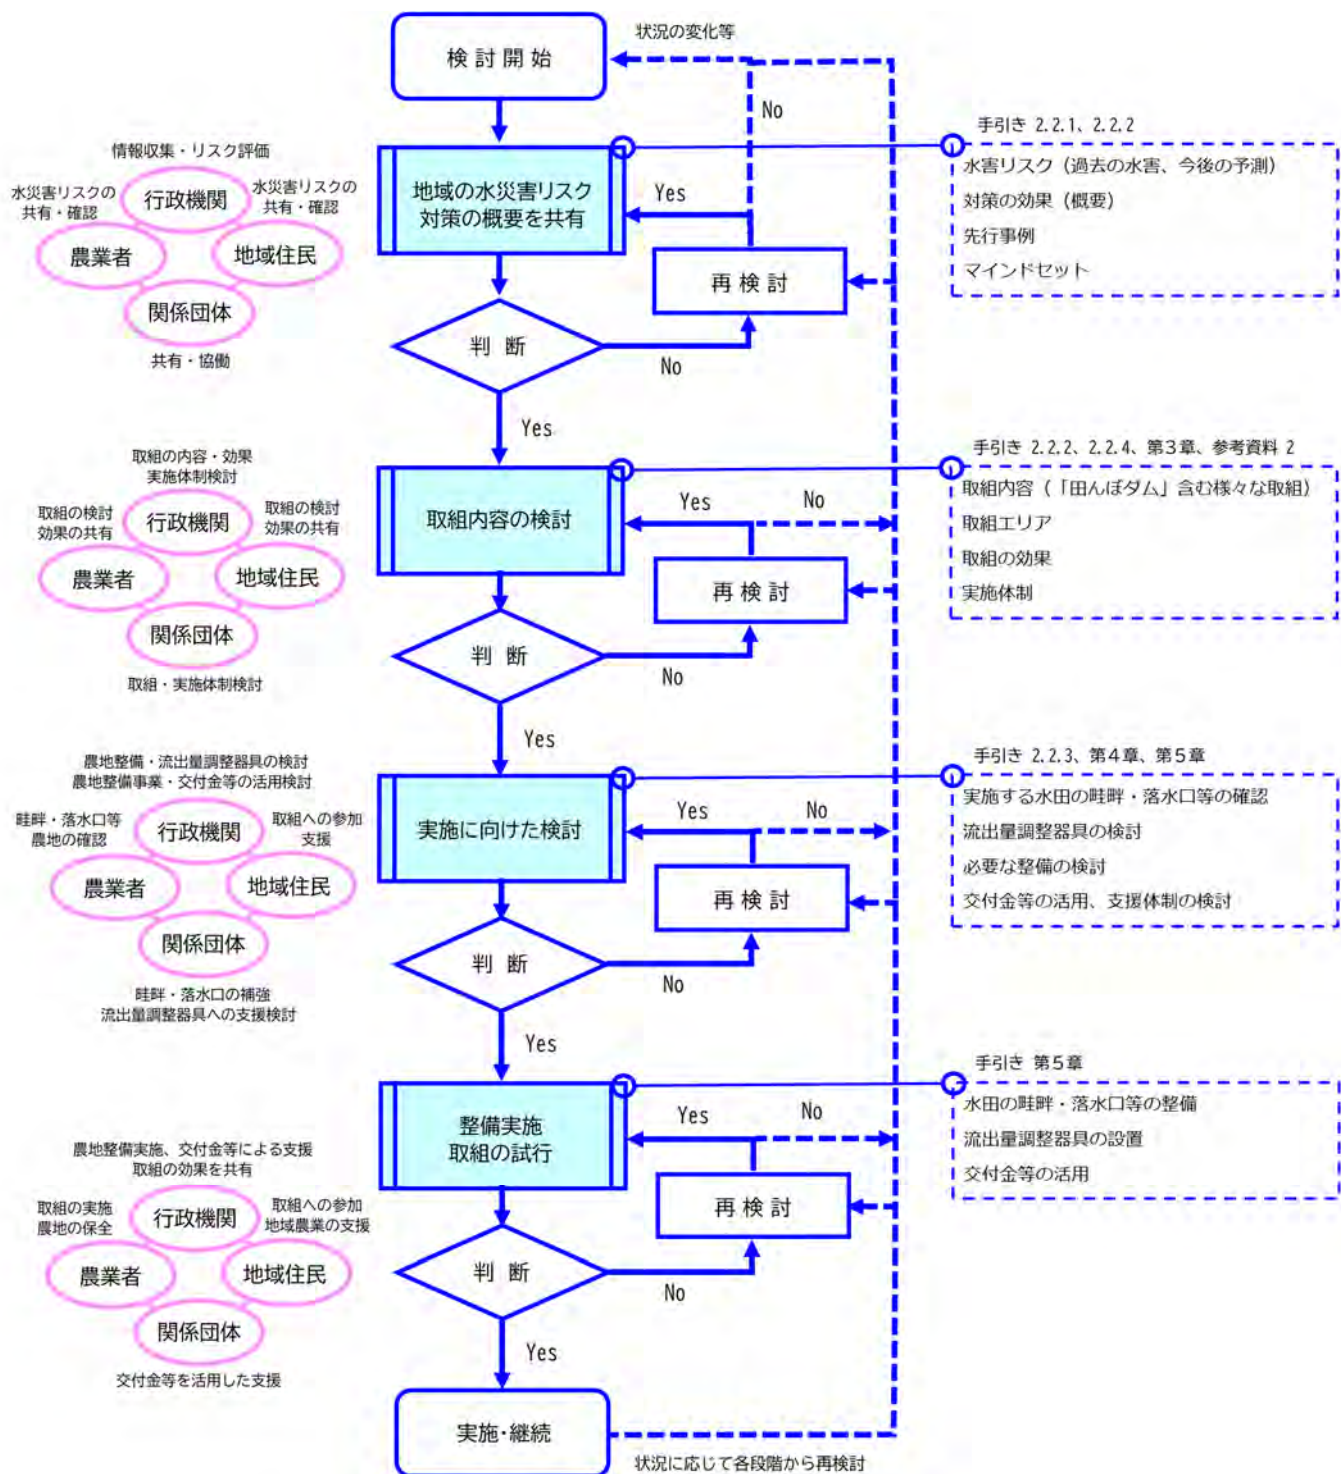 検討開始
状況の変化等
No
手引き 2.2.1、2.2.2
水害リスク（過去の水害、今後の予測）
対策の効果（概要）
先行事例
マインドセット
情報収集・リスク評価
水災害リスクの
共有・確認
行政機関
水災害リスクの
共有・確認
農業者
地域住民
関係団体
共有・協働
地域の水災害リスク
対策の概要を共有
Yes
再検討
判断
No
Yes
取組の内容・効果
実施体制検討
取組の検討
効果の共有
行政機関
取組の検討
効果の共有
農業者
地域住民
関係団体
取組・実施体制検討
取組内容の検討
Yes
No
再検討
判断
No
Yes
手引き 2.2.2、2.2.4、第3章、参考資料 2
取組内容（「田んぼダム」含む様々な取組）
取組エリア
取組の効果
実施体制
農地整備・流出量調整器具の検討
農地整備事業・交付金等の活用検討
畦畔・落水口等
農地の確認
行政機関
取組への参加
支援
農業者
地域住民
関係団体
畦畔・落水口の補強
流出量調整器具への支援検討
実施に向けた検討
Yes
No
再検討
判断
No
Yes
手引き 2.2.3、第4章、第5章
実施する水田の畦畔・落水口等の確認
流出量調整器具の検討
必要な整備の検討
交付金等の活用、支援体制の検討
農地整備実施、交付金等による支援
取組の効果を共有
取組の実施
農地の保全
行政機関
取組への参加
地域農業の支援
農業者
地域住民
関係団体
交付金等を活用した支援
整備実施
取組の試行
Yes
No
再検討
判断
No
Yes
手引き 第5章
水田の畦畔・落水口等の整備
流出量調整器具の設置
交付金等の活用
実施・継続
状況に応じて各段階から再検討